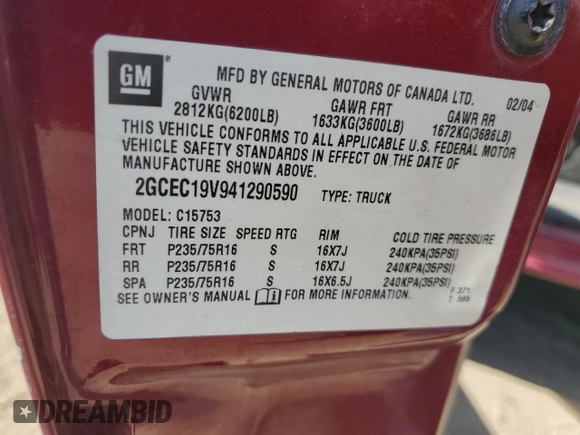 GM
MFD BY GENERAL MOTORS OF CANADA LTD. 02/04
GVWR GAWR FRT GAWR RR
2812KG(6200LB) 1633KG(3600LB) 1672KG(3686LB)
THIS VEHICLE CONFORMS TO ALL APPLICABLE U.S. FEDERAL MOTOR
VEHICLE SAFETY STANDARDS IN EFFECT ON THE DATE OF
MANUFACTURE SHOWN ABOVE.
2GCEC19V941290590 TYPE: TRUCK
MODEL: C15753
CPNJ TIRE SIZE SPEED RTG RIM COLD TIRE PRESSURE
FRT P235/75R16 S 16X7J 240KPA(35PSI)
RR P235/75R16 S 16X7J 240KPA(35PSI)
SPA P235/75R16 S 16X6.5J 240KPA(35PSI)
SEE OWNER'S MANUAL FOR MORE INFORMATION.
F 371
T 595
DREAMBID